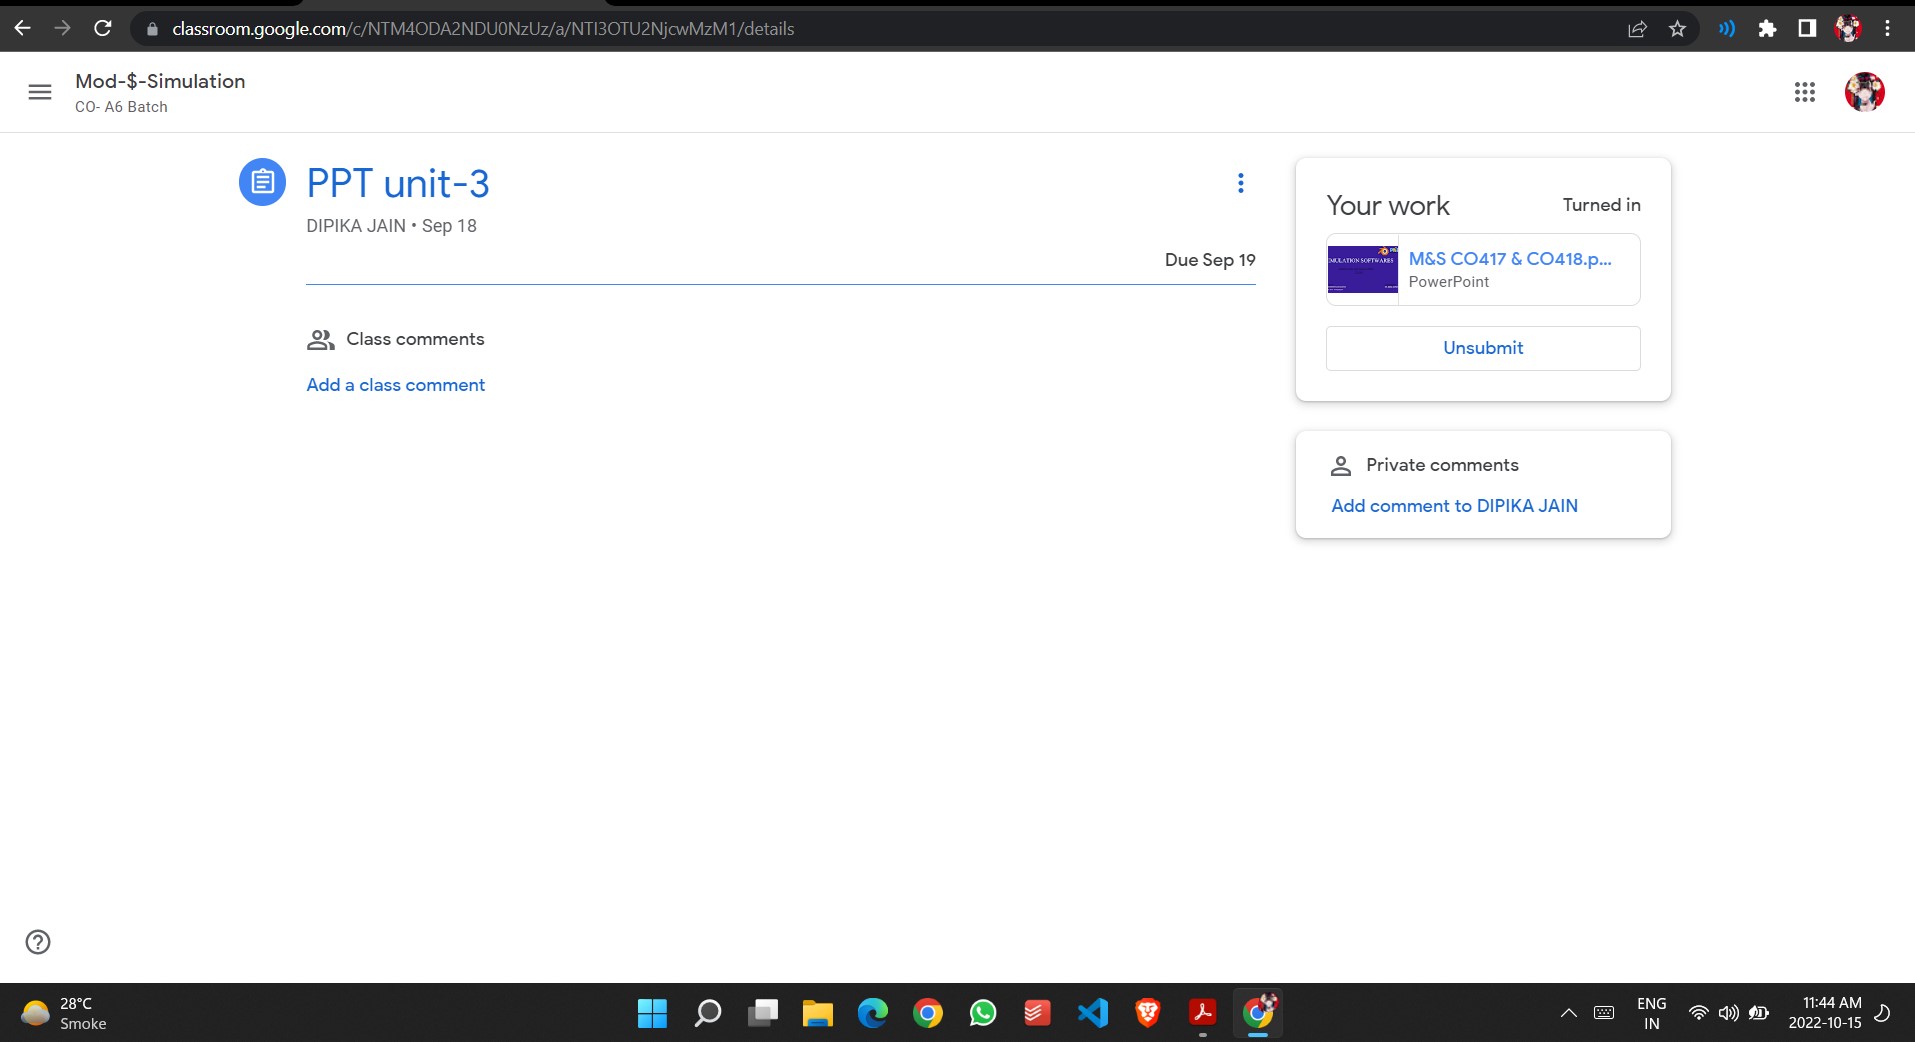 classroom.google.com/c/NTM4ODA2NDU0NzUz/a/NTI3OTU2NjcwMzM1/details
Mod-$-Simulation
CO- A6 Batch
PPT unit-3
DIPIKA JAIN • Sep 18
Due Sep 19
Class comments
Add a class comment
Your work
Turned in
M&S CO417 & CO418.p...
PowerPoint
Unsubmit
Private comments
Add comment to DIPIKA JAIN
28°C
Smoke
ENG
IN
11:44 AM
2022-10-15